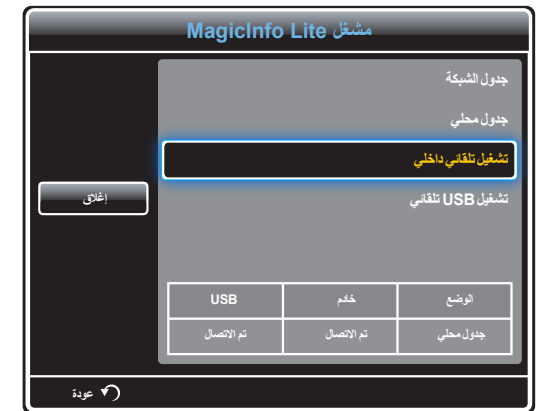 مشغل MagicInfo Lite
جدول الشبكة
جدول محلي
تشغيل تلقائي داخلي
تشغيل USB تلقائي
إغلاق
الوضع خادم USB
جدول محلي تم الاتصال تم الاتصال
عودة